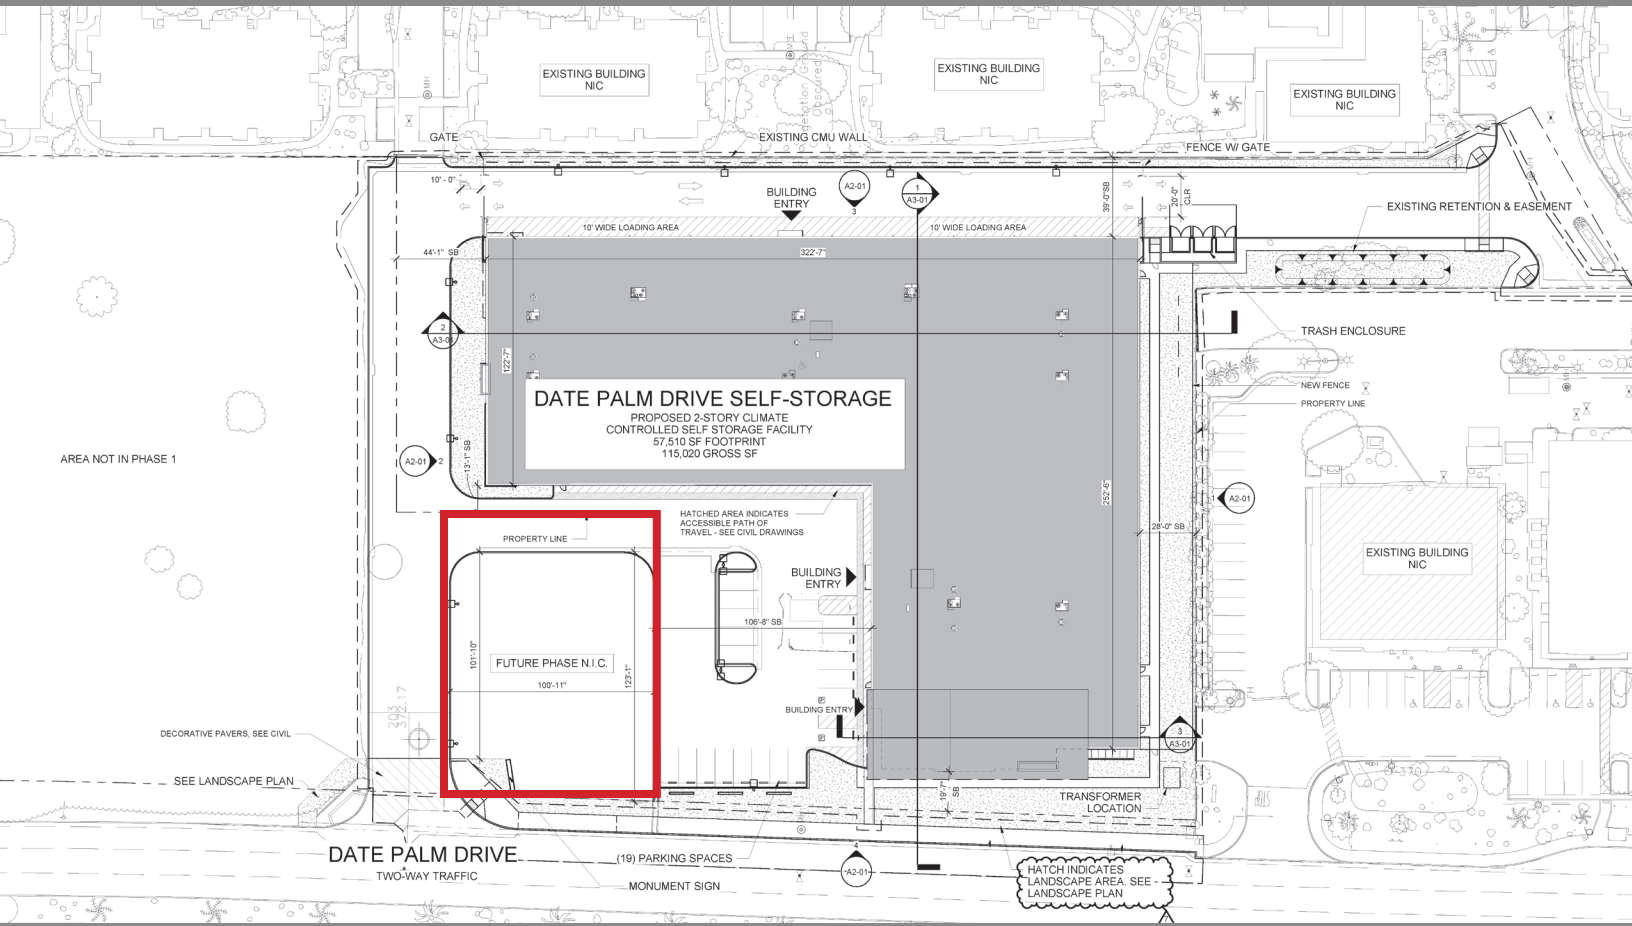 EXISTING BUILDING
NIC
EXISTING BUILDING
NIC
EXISTING BUILDING
NIC
MH
MH
GATE
EXISTING CMU WALL
FENCE W/ GATE
MH
10' - 0"
BUILDING
ENTRY
A2-01
3
1
A3-01
39'-0"SB
20'-0"
CLR
EXISTING RETENTION & EASEMENT
10' WIDE LOADING AREA
10' WIDE LOADING AREA
44'-1" SB
322'-7"
2
A3-01
122'-7"
TRASH ENCLOSURE
NEW FENCE
PROPERTY LINE
DATE PALM DRIVE SELF-STORAGE
PROPOSED 2-STORY CLIMATE
CONTROLLED SELF STORAGE FACILITY
57,510 SF FOOTPRINT
115,020 GROSS SF
AREA NOT IN PHASE 1
A2-01
2
13'-1" SB
252'-6"
1
A2-01
HATCHED AREA INDICATES
ACCESSIBLE PATH OF
TRAVEL - SEE CIVIL DRAWINGS
28'-0" SB
PROPERTY LINE
EXISTING BUILDING
NIC
BUILDING
ENTRY
106'-8" SB
101'-10"
FUTURE PHASE N.I.C.
123'-1"
100'-11"
BUILDING ENTRY
203
392.17
DECORATIVE PAVERS, SEE CIVIL
3
A3-01
SEE LANDSCAPE PLAN
19'-7"
SB
TRANSFORMER
LOCATION
STOP
DATE PALM DRIVE
TWO-WAY TRAFFIC
(19) PARKING SPACES
4
A2-01
MONUMENT SIGN
HATCH INDICATES
LANDSCAPE AREA. SEE
LANDSCAPE PLAN